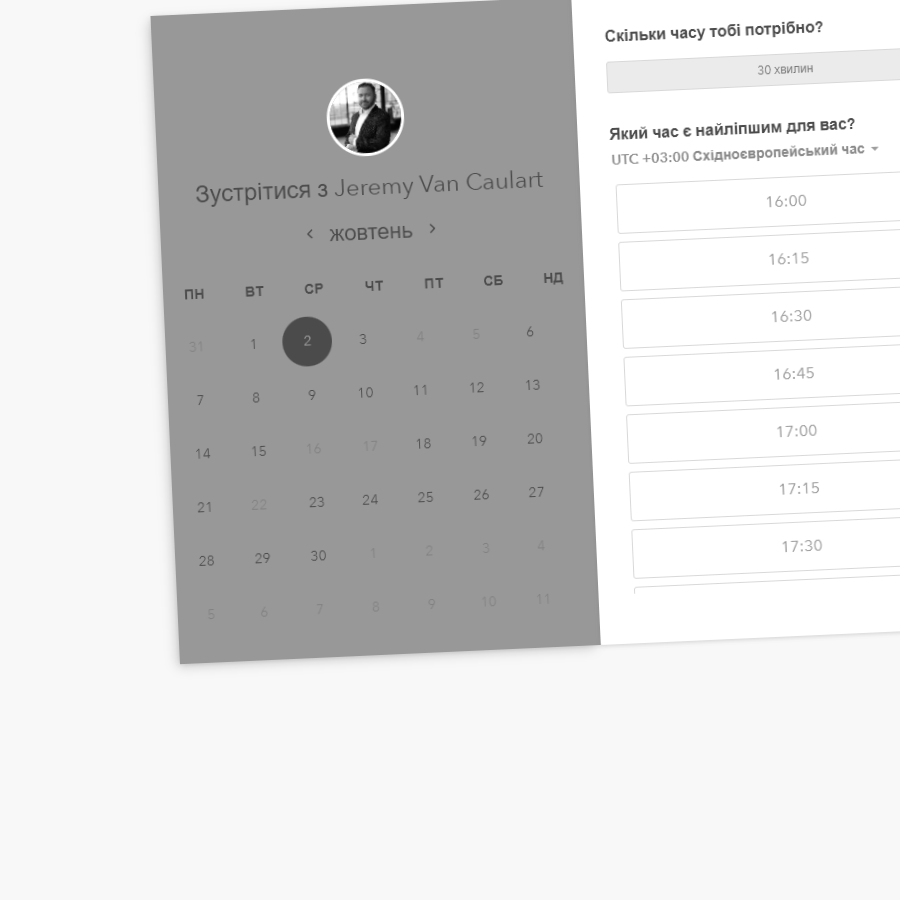 Зустрітися з Jeremy Van Caulart
‹ жовтень ›
ПН ВТ СР ЧТ ПТ СБ НД
31 1 2 3 4 5 6
7 8 9 10 11 12 13
14 15 16 17 18 19 20
21 22 23 24 25 26 27
28 29 30 1 2 3 4
5 6 7 8 9 10 11
Скільки часу тобі потрібно?
30 хвилин
Який час є найліпшим для вас?
UTC +03:00 Східноєвропейський час
16:00
16:15
16:30
16:45
17:00
17:15
17:30